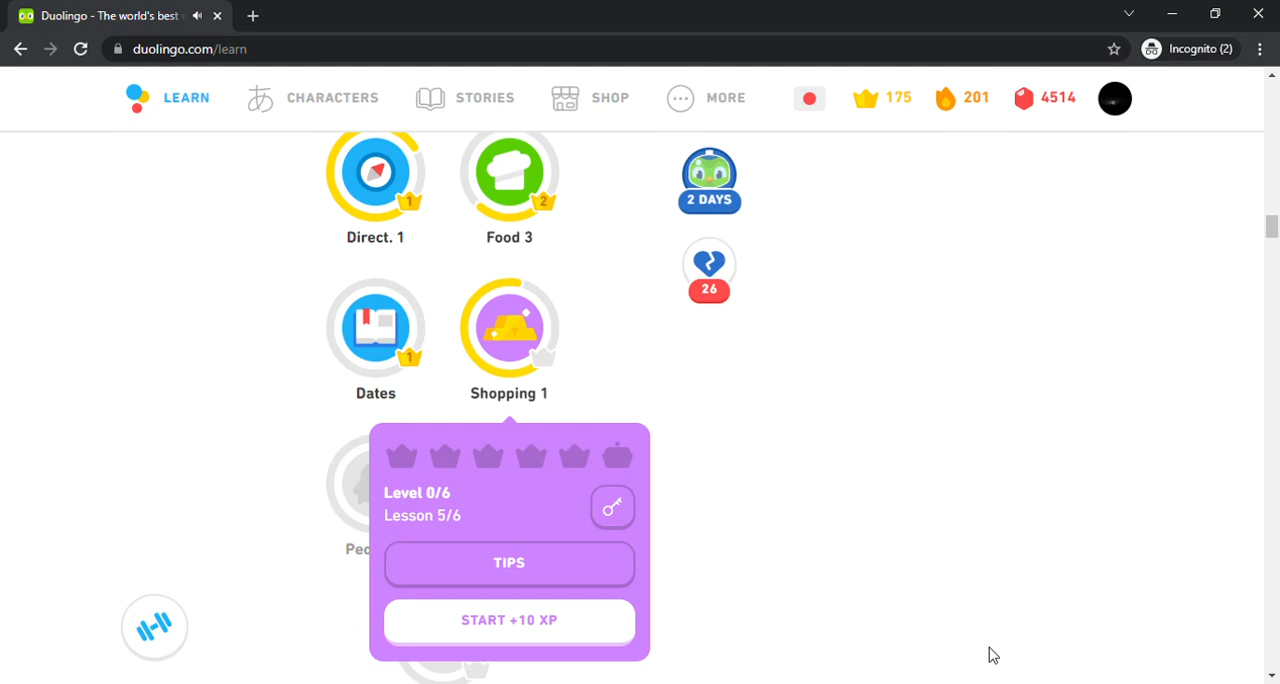 Duolingo - The world's best
duolingo.com/learn
Incognito (2)
LEARN
あ CHARACTERS
STORIES
SHOP
MORE
175
201
4514
1
2
Direct. 1
Food 3
2 DAYS
26
1
Dates
Shopping 1
Level 0/6
Lesson 5/6
TIPS
START +10 XP